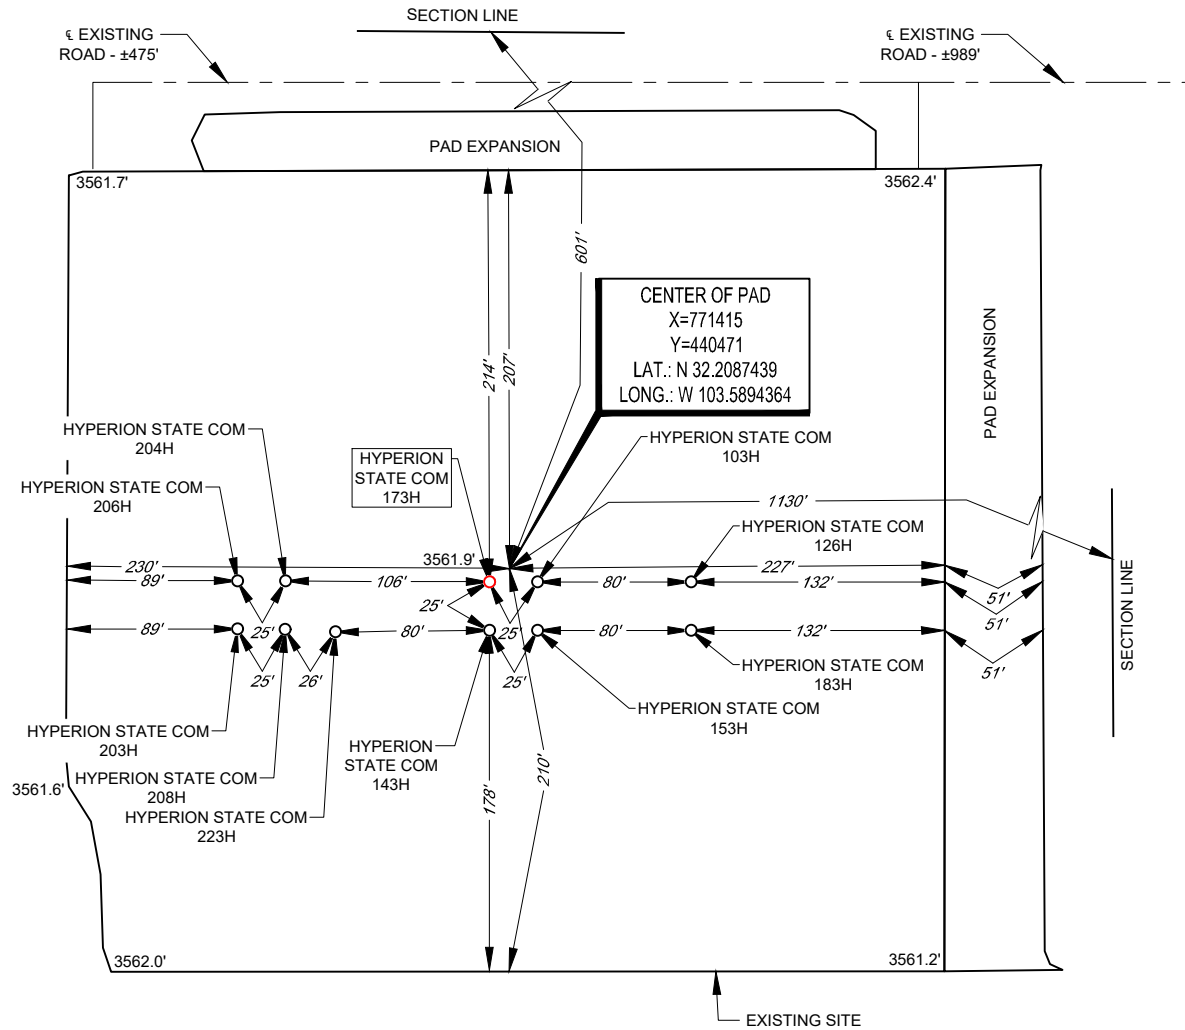 SECTION LINE
℄ EXISTING
ROAD - ±475'
℄ EXISTING
ROAD - ±989'
PAD EXPANSION
3561.7'
3562.4'
601'
214'
207'
CENTER OF PAD
X=771415
Y=440471
LAT.: N 32.2087439
LONG.: W 103.5894364
PAD EXPANSION
HYPERION STATE COM
204H
HYPERION STATE COM
206H
HYPERION
STATE COM
173H
HYPERION STATE COM
103H
1130'
HYPERION STATE COM
126H
3561.9'
230'
227'
89'
106'
80'
132'
51'
51'
25'
25'
25'
89'
80'
80'
132'
51'
25'
26'
25'
SECTION LINE
HYPERION STATE COM
183H
HYPERION STATE COM
153H
HYPERION STATE COM
203H
HYPERION
STATE COM
143H
HYPERION STATE COM
208H
HYPERION STATE COM
223H
3561.6'
178'
210'
3562.0'
3561.2'
EXISTING SITE